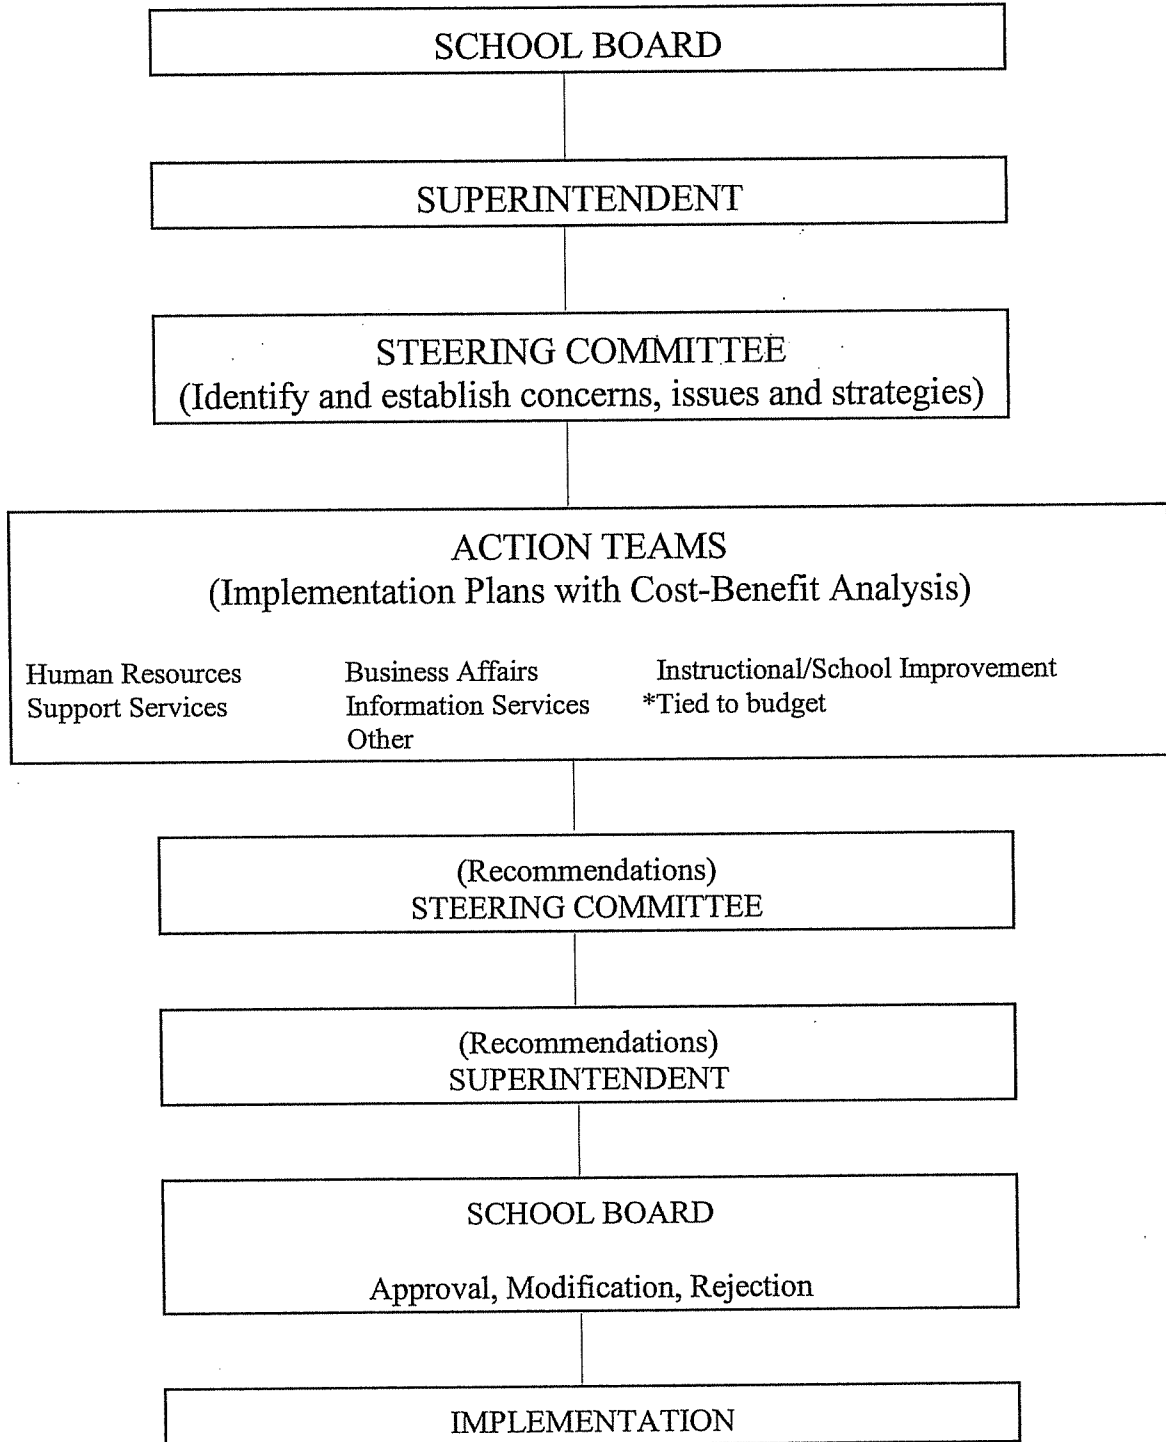 SCHOOL BOARD
SUPERINTENDENT
STEERING COMMITTEE
(Identify and establish concerns, issues and strategies)
ACTION TEAMS
(Implementation Plans with Cost-Benefit Analysis)
Human Resources Business Affairs Instructional/School Improvement
Support Services Information Services *Tied to budget
Other
(Recommendations)
STEERING COMMITTEE
(Recommendations)
SUPERINTENDENT
SCHOOL BOARD
Approval, Modification, Rejection
IMPLEMENTATION